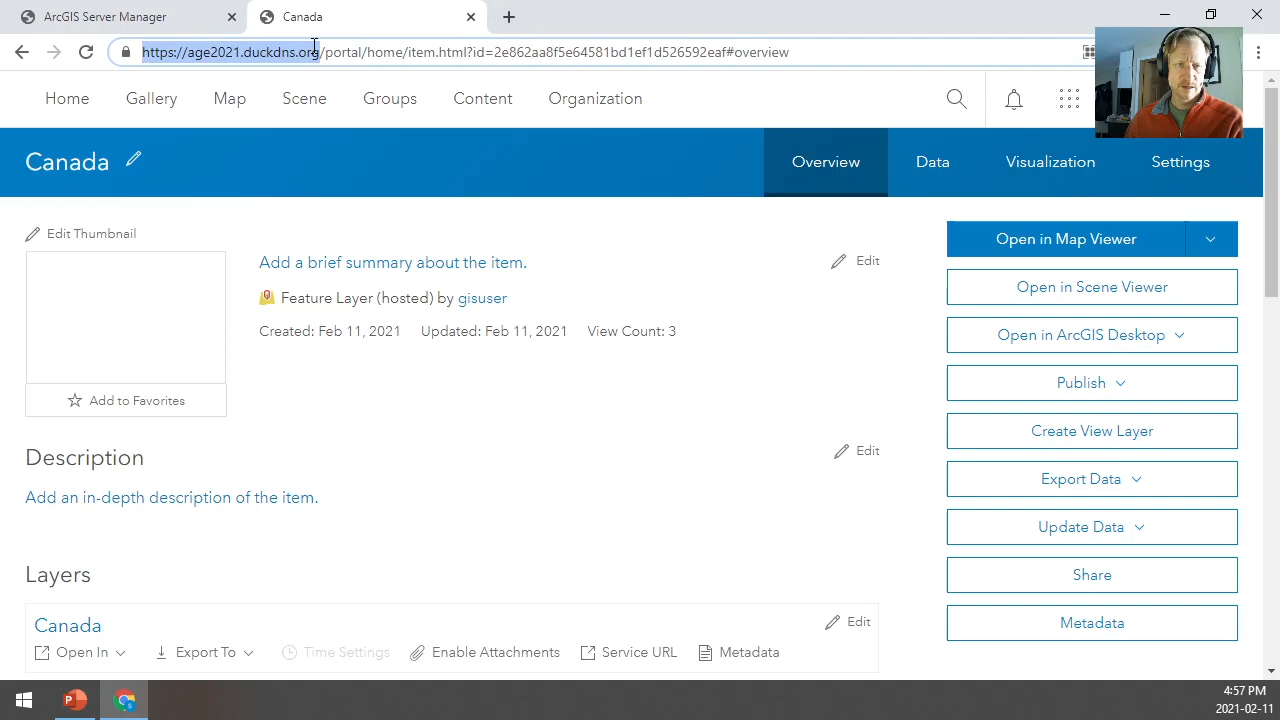 ArcGIS Server Manager
Canada
https://age2021.duckdns.org/portal/home/item.html?id=2e862aa8f5e64581bd1ef1d526592eaf#overview
Home Gallery Map Scene Groups Content Organization
Canada
Overview Data Visualization Settings
Edit Thumbnail
Add a brief summary about the item.
Edit
Feature Layer (hosted) by gisuser
Created: Feb 11, 2021 Updated: Feb 11, 2021 View Count: 3
Add to Favorites
Description
Edit
Add an in-depth description of the item.
Layers
Canada
Edit
Open In Export To Time Settings Enable Attachments Service URL Metadata
Open in Map Viewer
Open in Scene Viewer
Open in ArcGIS Desktop
Publish
Create View Layer
Export Data
Update Data
Share
Metadata
4:57 PM
2021-02-11